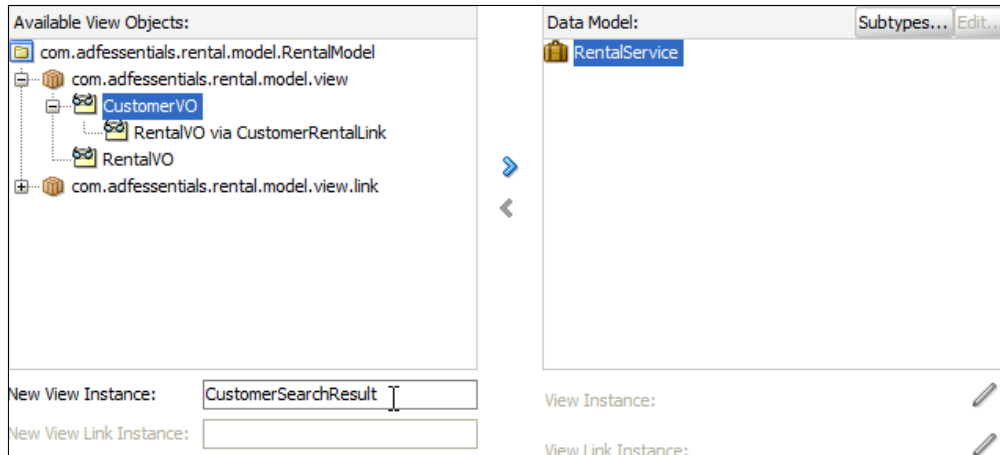 Available View Objects:
com.adfessentials.rental.model.RentalModel
com.adfessentials.rental.model.view
CustomerVO
RentalVO via CustomerRentalLink
RentalVO
com.adfessentials.rental.model.view.link
New View Instance: CustomerSearchResult
New View Link Instance:
Data Model: Subtypes... Edit...
RentalService
View Instance:
View Link Instance: